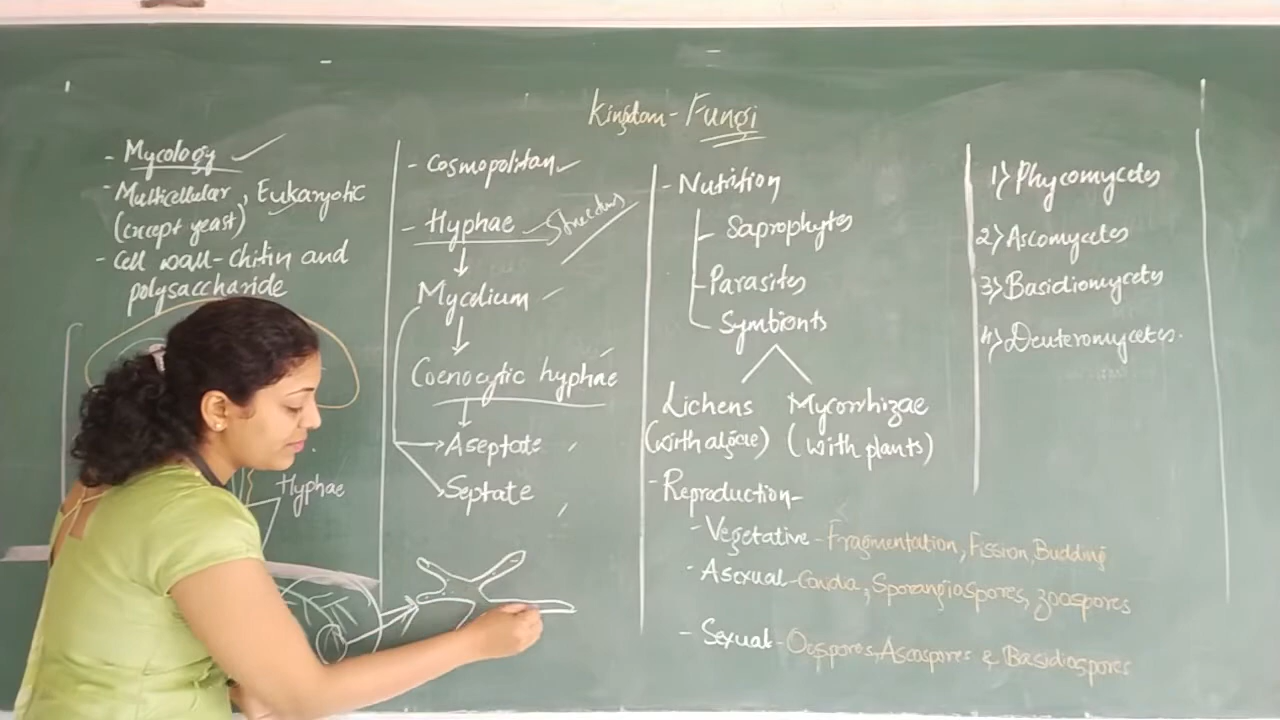 Kingdom - Fungi
- Mycology
- Multicellular, Eukaryotic
(except yeast)
- Cell wall - chitin and
polysaccharide
Hyphae
- Cosmopolitan
- Hyphae -
Mycelium
Coenocytic hyphae
Aseptate
Septate
- Nutrition
- Saprophytes
- Parasites
- Symbionts
Lichens Mycorrhizae
(with algae) (with plants)
- Reproduction -
- Vegetative - Fragmentation, Fission, Budding
- Asexual - Conidia, Sporangiospores, zoospores
- Sexual - Oospores, Ascospores & Basidiospores
1) Phycomycetes
2) Ascomycetes
3) Basidiomycets
4) Deuteromycetes.